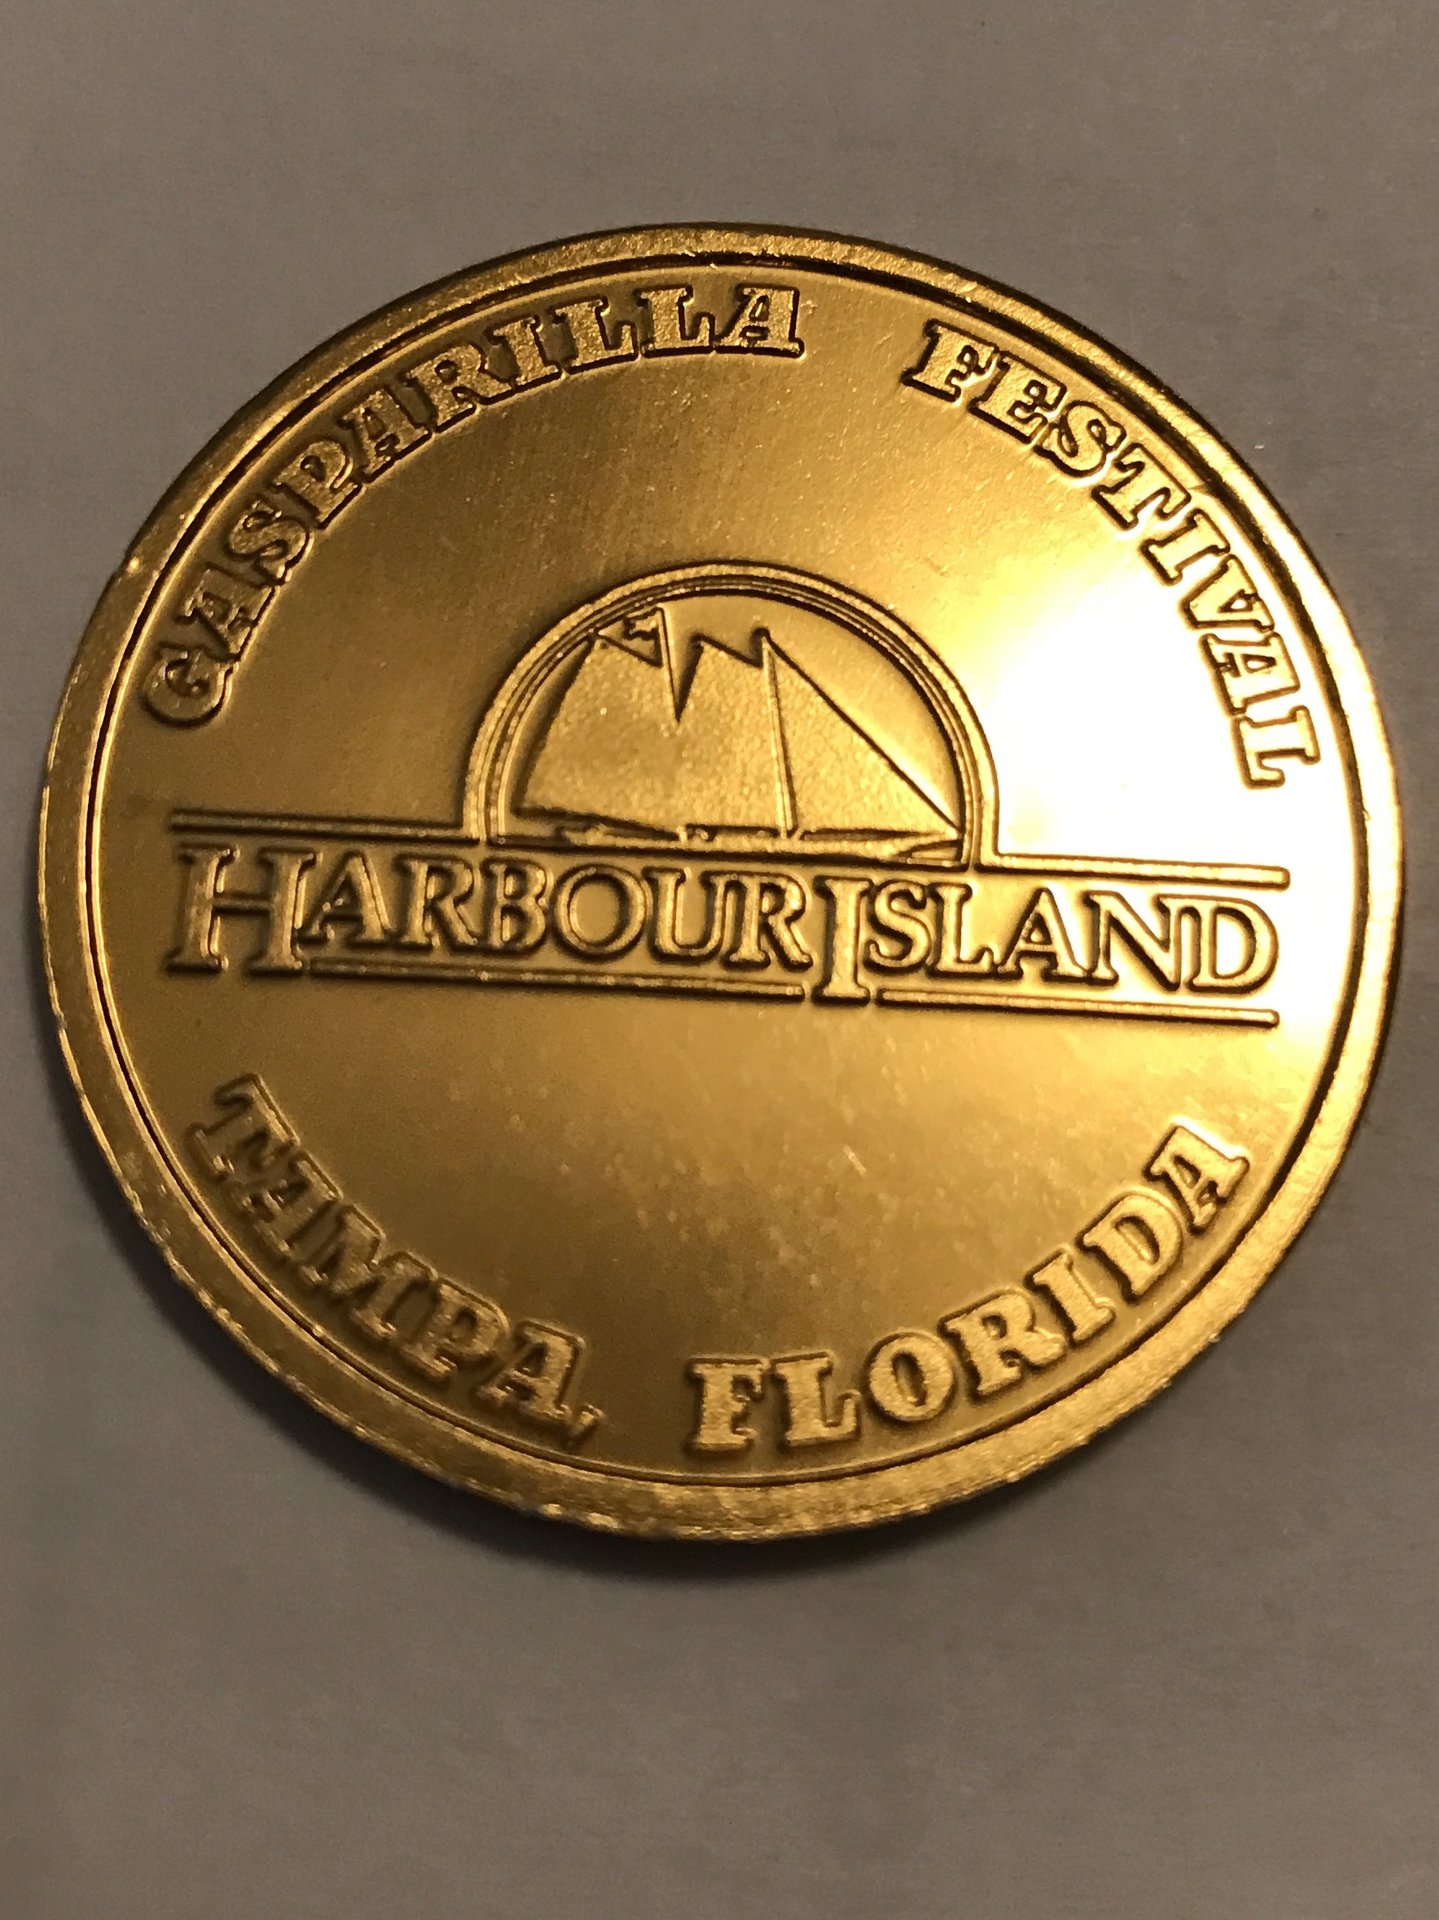 GASPARILLA FESTIVAL
HARBOUR ISLAND
TAMPA, FLORIDA